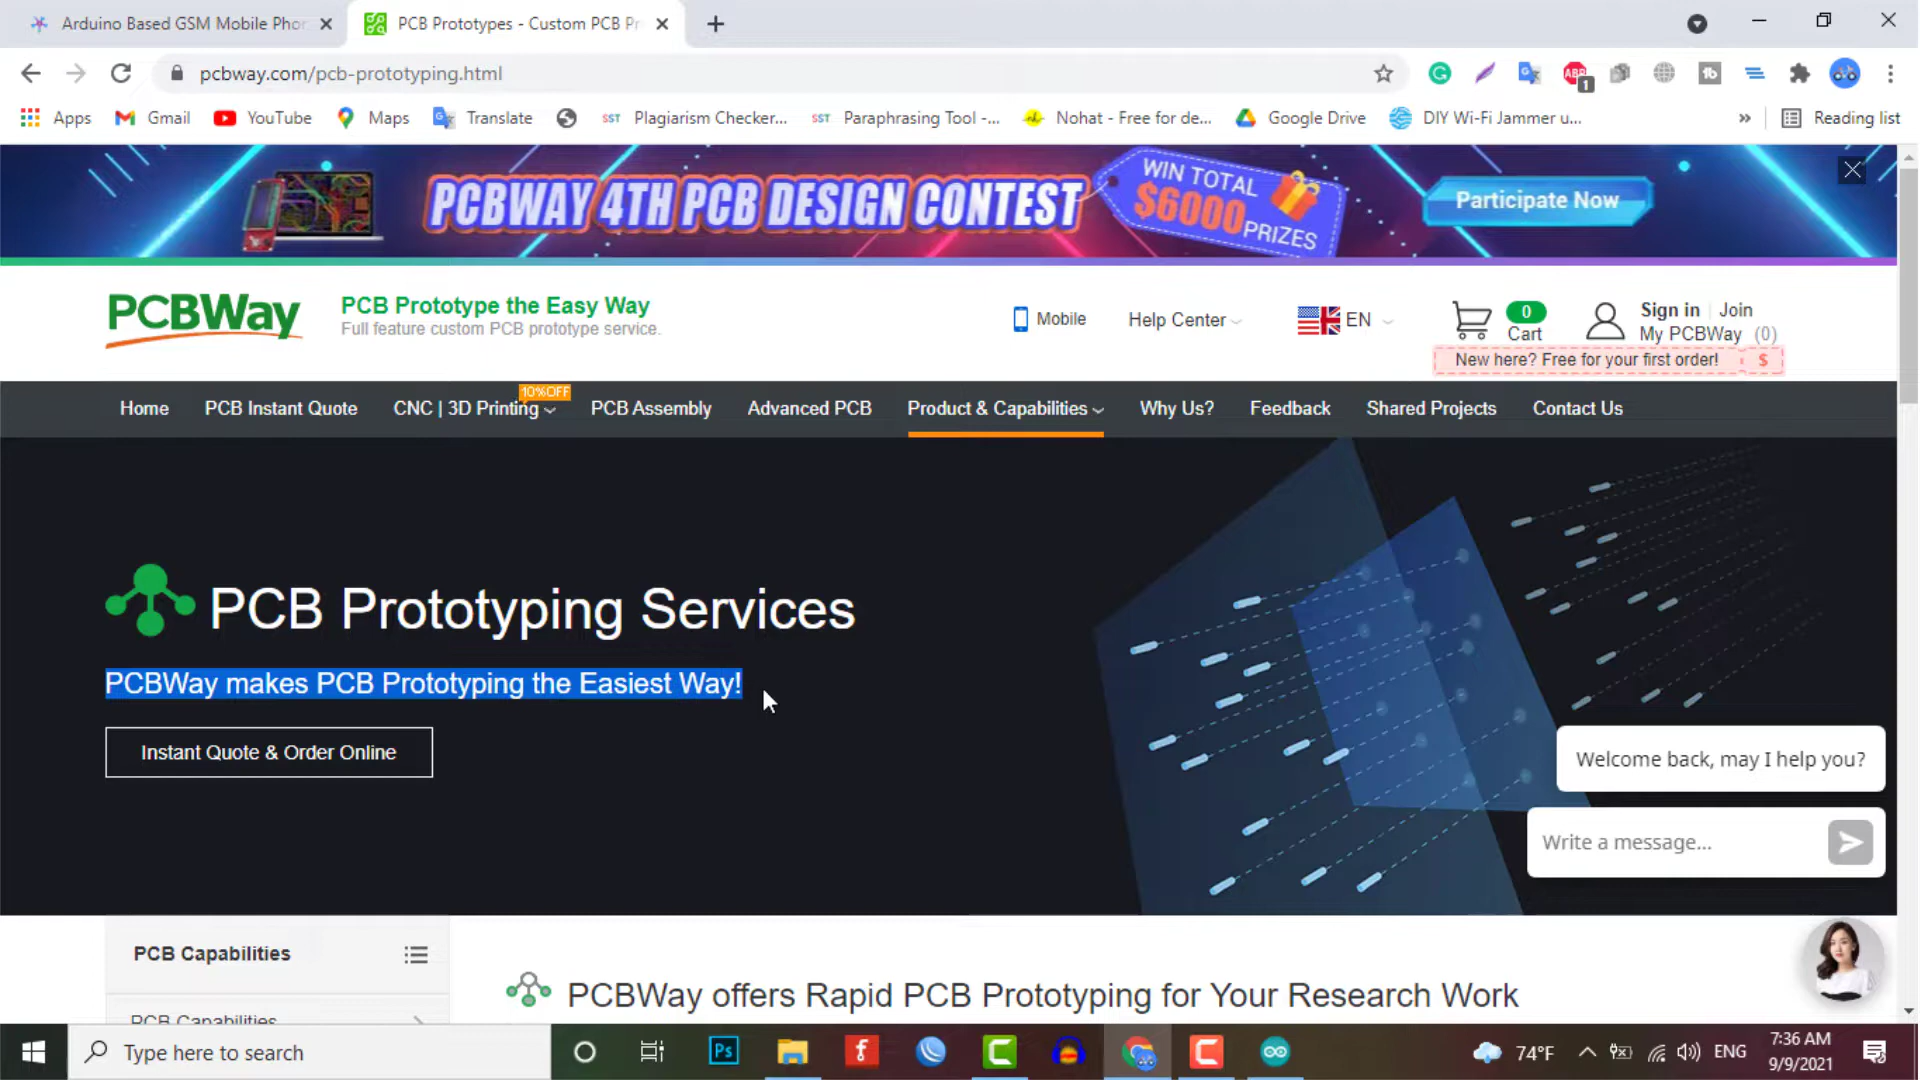 Arduino Based GSM Mobile Pho
PCB Prototypes - Custom PCB Pr
pcbway.com/pcb-prototyping.html
ABP
1
Apps
Gmail
YouTube
Maps
Translate
SST Plagiarism Checker...
SST Paraphrasing Tool -...
Nohat - Free for de...
Google Drive
DIY Wi-Fi Jammer u...
»
Reading list
PCBWAY 4TH PCB DESIGN CONTEST
WIN TOTAL
$6000
PRIZES
Participate Now
PCBWay
PCB Prototype the Easy Way
Full feature custom PCB prototype service.
Mobile
Help Center
EN
0
Cart
Sign in | Join
My PCBWay (0)
New here? Free for your first order! $
10%OFF
Home
PCB Instant Quote
CNC | 3D Printing
PCB Assembly
Advanced PCB
Product & Capabilities
Why Us?
Feedback
Shared Projects
Contact Us
PCB Prototyping Services
PCBWay makes PCB Prototyping the Easiest Way!
Instant Quote & Order Online
Welcome back, may I help you?
Write a message...
PCB Capabilities
PCB Capabilities
PCBWay offers Rapid PCB Prototyping for Your Research Work
Type here to search
Ps
74°F
ENG
7:36 AM
9/9/2021